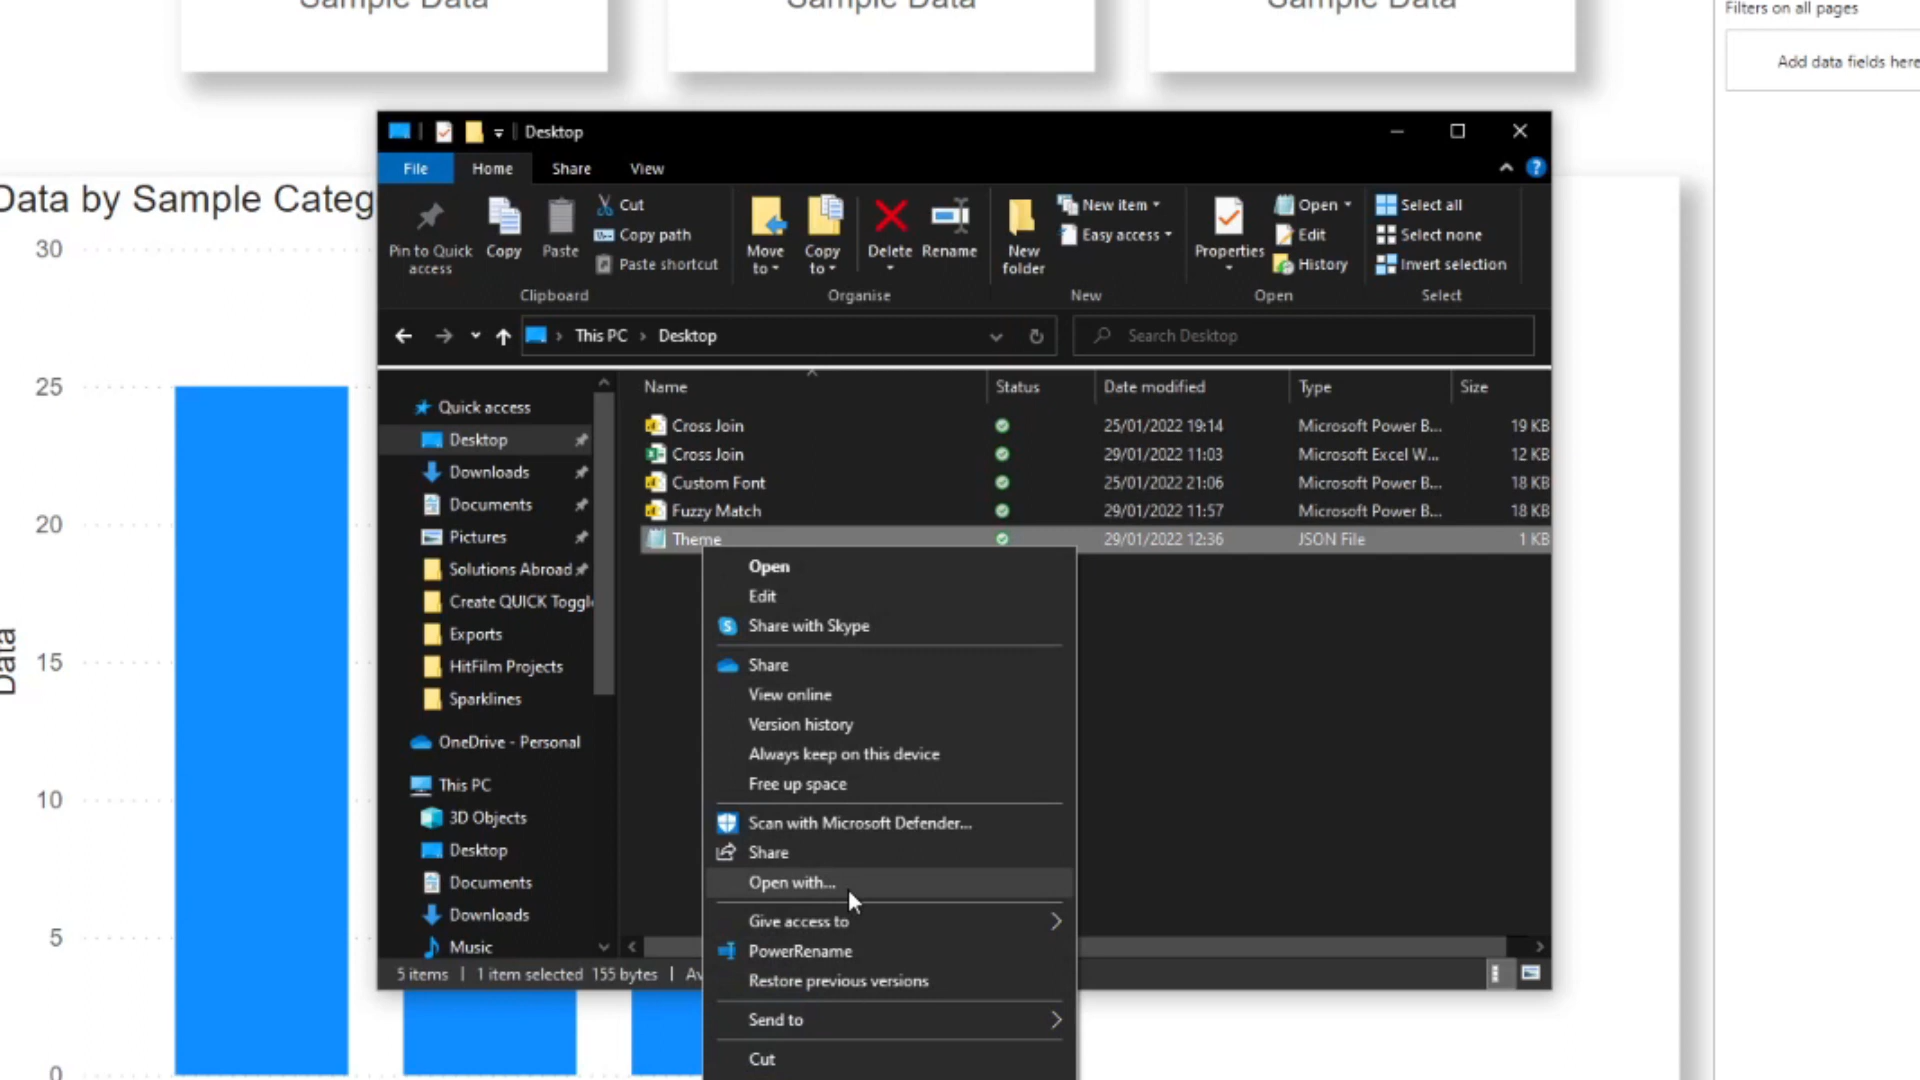 Sample Data
Sample Data
Sample Data
Filters on all pages
Add data fields here
Data by Sample Categ
30
25
20
15
10
5
0
Data
Desktop
File
Home
Share
View
Pin to Quick
access
Copy
Paste
Cut
Copy path
Paste shortcut
Clipboard
Move
to
Copy
to
Delete
Rename
Organise
New
folder
New item
Easy access
New
Properties
Open
Edit
History
Open
Select all
Select none
Invert selection
Select
This PC
Desktop
Search Desktop
Quick access
Desktop
Downloads
Documents
Pictures
Solutions Abroad
Create QUICK Toggl
Exports
HitFilm Projects
Sparklines
OneDrive - Personal
This PC
3D Objects
Desktop
Documents
Downloads
Music
Name Status Date modified Type Size
Cross Join 25/01/2022 19:14 Microsoft Power B... 19 KB
Cross Join 29/01/2022 11:03 Microsoft Excel W... 12 KB
Custom Font 25/01/2022 21:06 Microsoft Power B... 18 KB
Fuzzy Match 29/01/2022 11:57 Microsoft Power B... 18 KB
Theme 29/01/2022 12:36 JSON File 1 KB
Open
Edit
Share with Skype
Share
View online
Version history
Always keep on this device
Free up space
Scan with Microsoft Defender...
Share
Open with...
Give access to
PowerRename
Restore previous versions
Send to
Cut
5 items 1 item selected 155 bytes Av